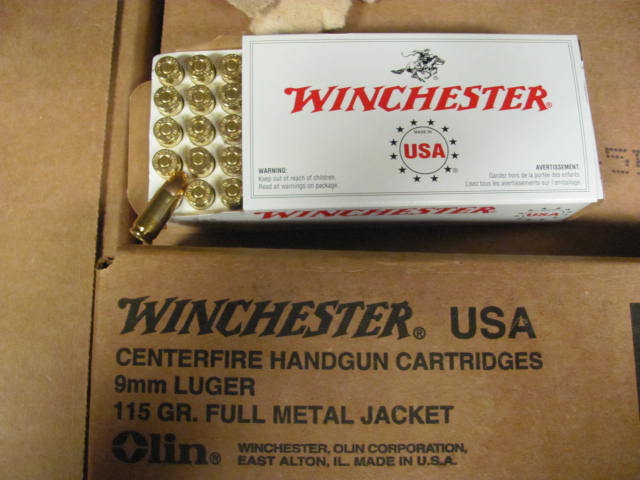 WINCHESTER®
MADE IN
USA
®
WARNING:
Keep out of reach of children.
Read all warnings on package.
AVERTISSEMENT:
Gardez hors de la portée des enfants.
Lisez tous les avertissements sur l'emballage.
WINCHESTER USA
WINCHESTER® USA
CENTERFIRE HANDGUN CARTRIDGES
9mm LUGER
115 GR. FULL METAL JACKET
Olin®
WINCHESTER, OLIN CORPORATION,
EAST ALTON, IL. MADE IN U.S.A.